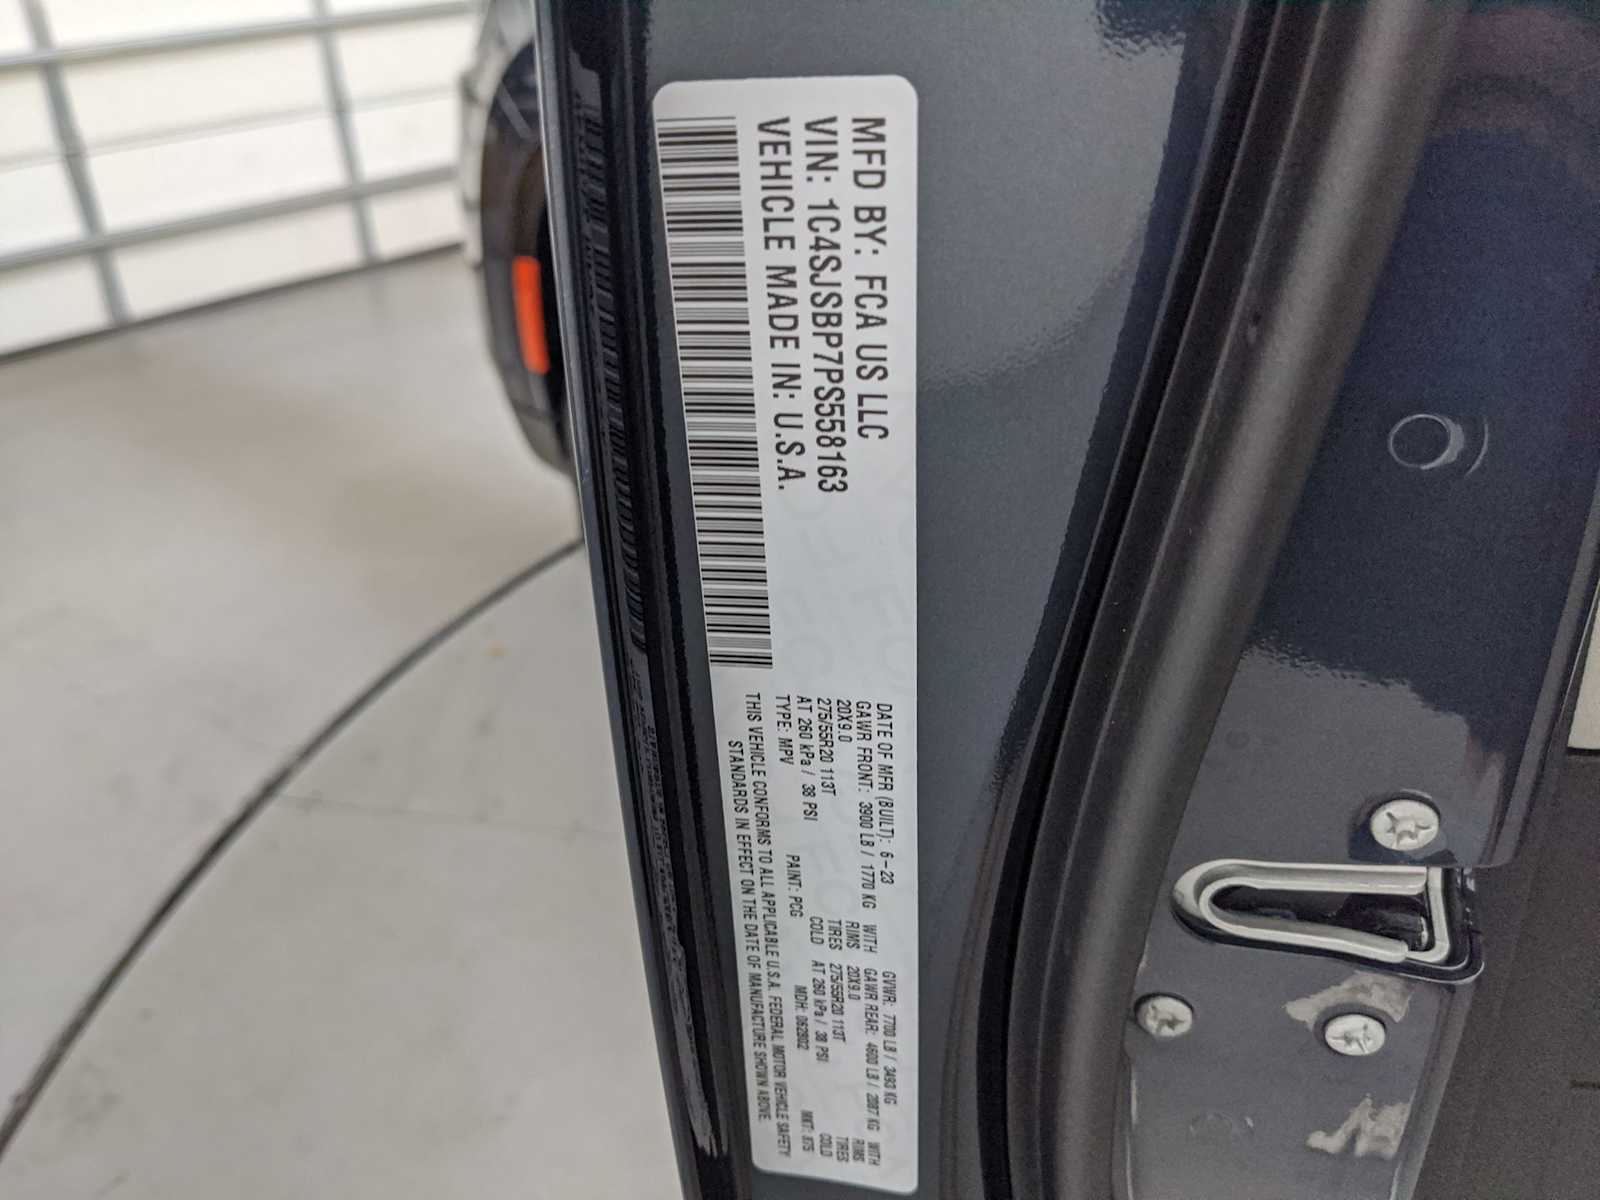 MFD BY: FCA US LLC
VIN: 1C4SJSBP7PS558163
VEHICLE MADE IN: U.S.A.
DATE OF MFR (BUILT): 6-23 GVWR: 7700 LB / 3493 KG
GAWR FRONT: 3900 LB / 1770 KG WITH GAWR REAR: 4600 LB / 2087 KG WITH
20X9.0 RIMS 20X9.0 RIMS
275/55R20 113T TIRES 275/55R20 113T TIRES
AT 260 kPa / 38 PSI COLD AT 260 kPa / 38 PSI COLD
TYPE: MPV PAINT: PCG MDH: 062802 MKT: 875
THIS VEHICLE CONFORMS TO ALL APPLICABLE U.S.A. FEDERAL MOTOR VEHICLE SAFETY
STANDARDS IN EFFECT ON THE DATE OF MANUFACTURE SHOWN ABOVE.